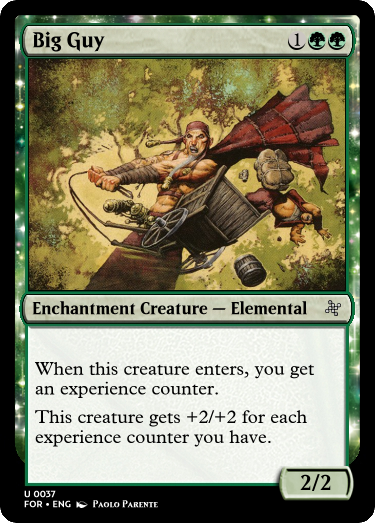 Big Guy 1
Enchantment Creature — Elemental
When this creature enters, you get
an experience counter.
This creature gets +2/+2 for each
experience counter you have.
2/2
U 0037
FOR • ENG Paolo Parente